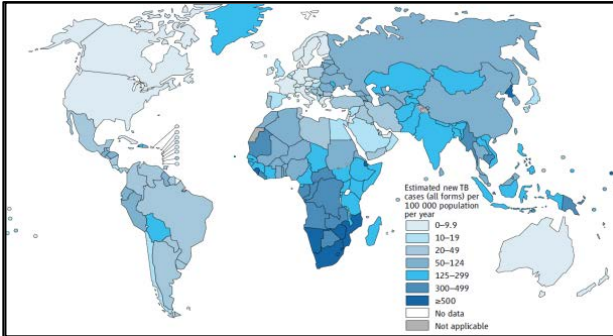 Estimated new TB
cases (all forms) per
100 000 population
per year
0–9.9
10–19
20–49
50–124
125–299
300–499
≥500
No data
Not applicable